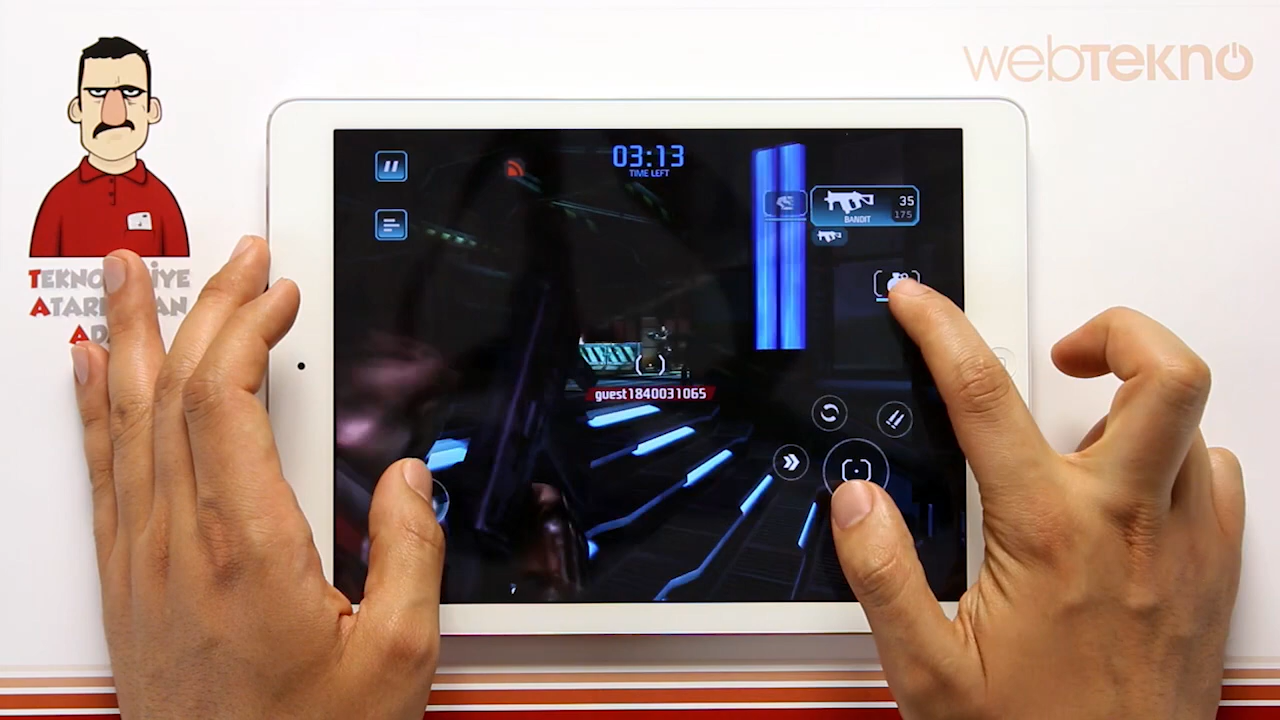 webTEKNO
03:13
TIME LEFT
35
175
BANDIT
guest1840031065